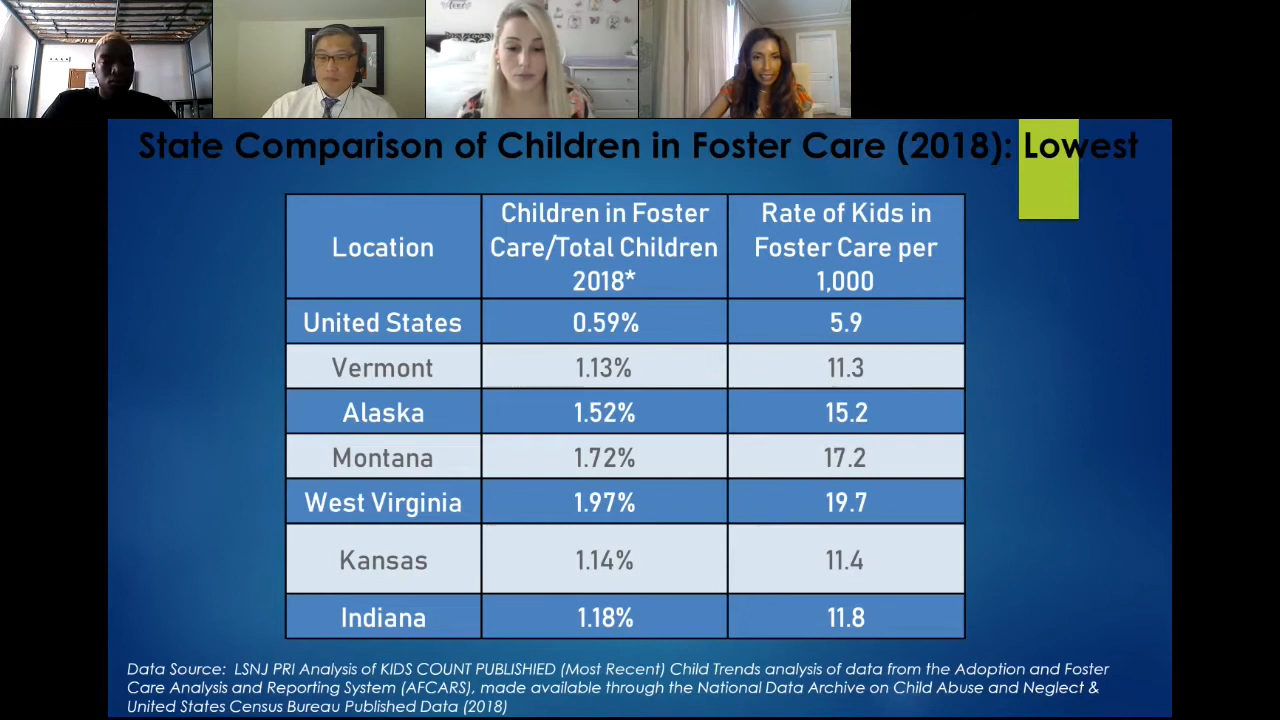 State Comparison of Children in Foster Care (2018): Lowest
Location
Children in Foster
Care/Total Children
2018*
Rate of Kids in
Foster Care per
1,000
United States 0.59% 5.9
Vermont 1.13% 11.3
Alaska 1.52% 15.2
Montana 1.72% 17.2
West Virginia 1.97% 19.7
Kansas 1.14% 11.4
Indiana 1.18% 11.8
Data Source: LSNJ PRI Analysis of KIDS COUNT PUBLISHIED (Most Recent) Child Trends analysis of data from the Adoption and Foster
Care Analysis and Reporting System (AFCARS), made available through the National Data Archive on Child Abuse and Neglect &
United States Census Bureau Published Data (2018)